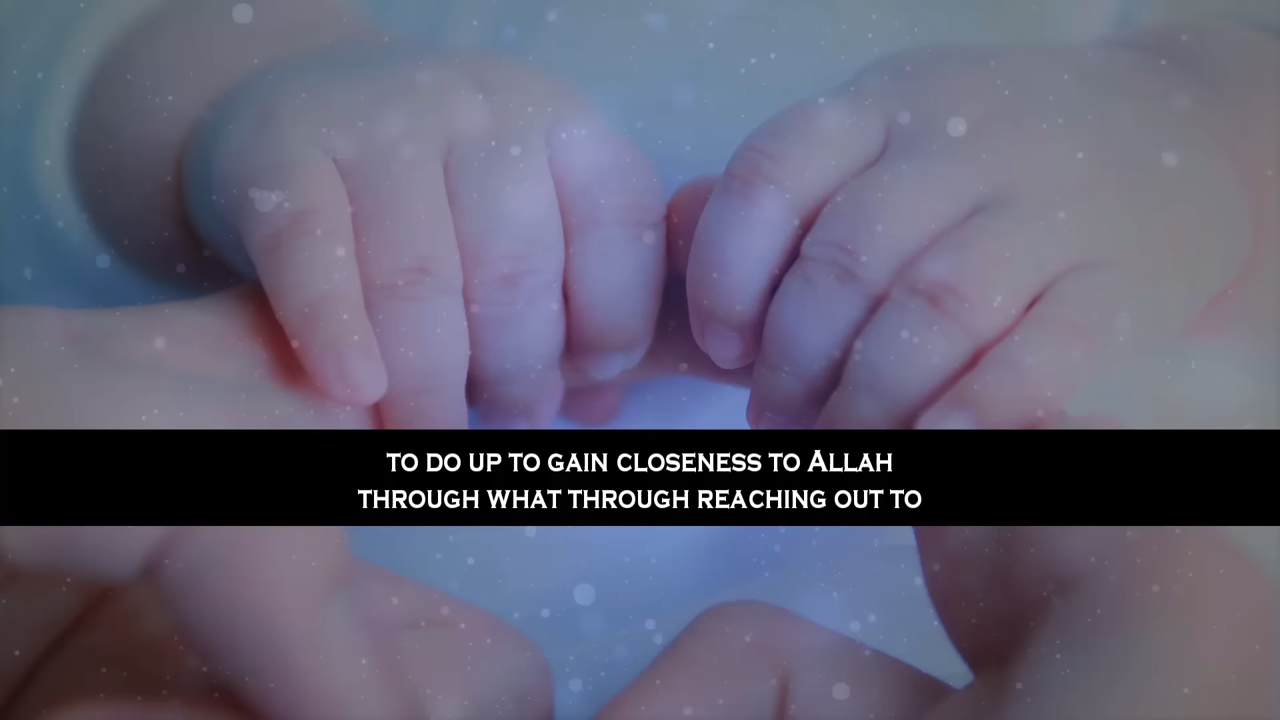 TO DO UP TO GAIN CLOSENESS TO ALLAH
THROUGH WHAT THROUGH REACHING OUT TO